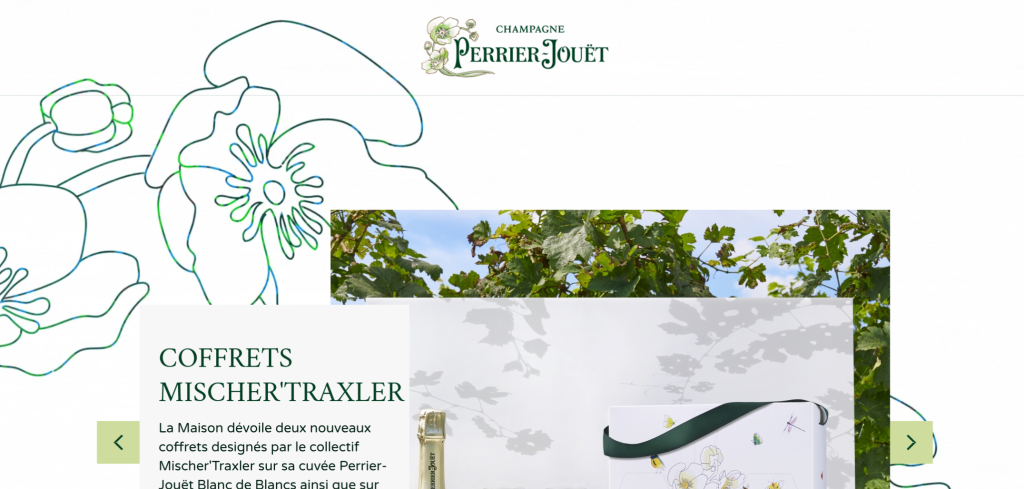 CHAMPAGNE
PERRIER-JOUËT
COFFRETS
MISCHER'TRAXLER
La Maison dévoile deux nouveaux
coffrets designés par le collectif
Mischer'Traxler sur sa cuvée Perrier-
Jouët Blanc de Blancs ainsi que sur
PERRIER-JOUËT